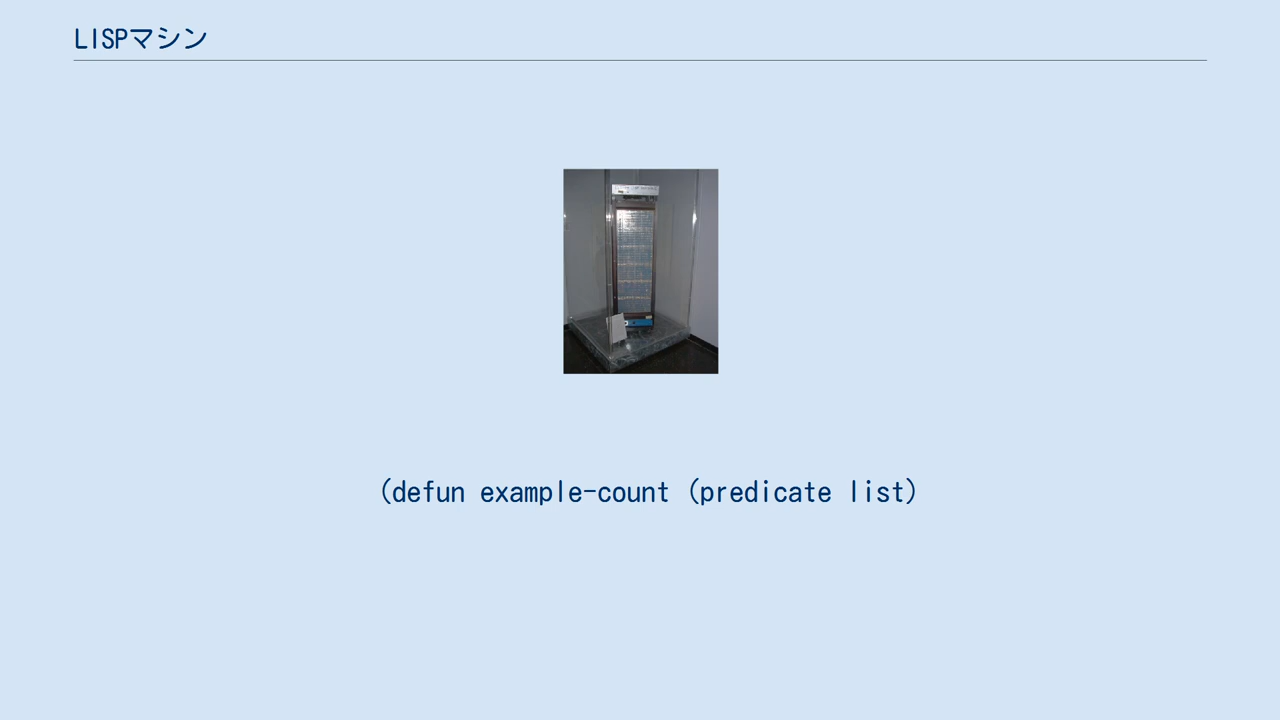 LISPマシン
(defun example-count (predicate list)